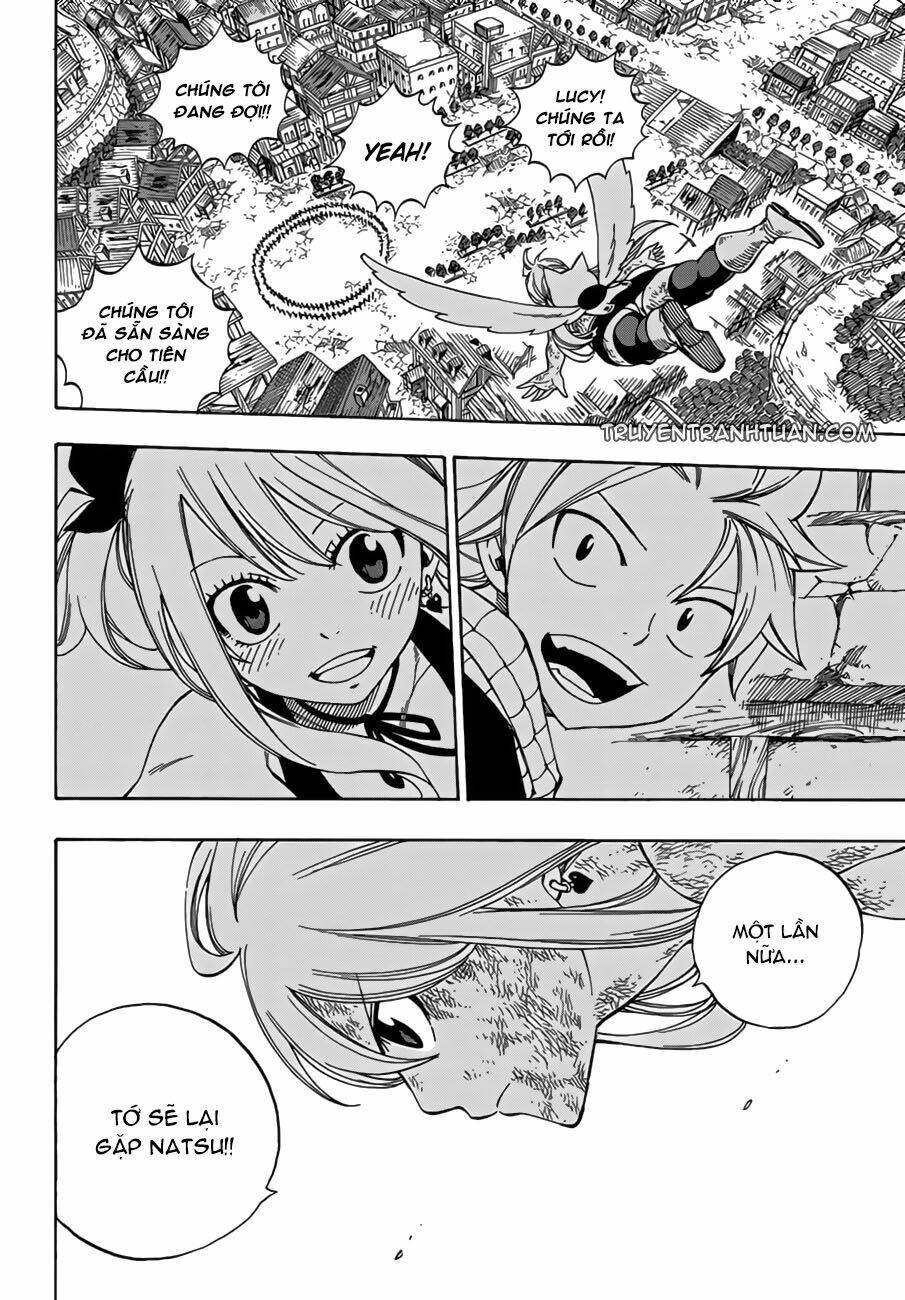 LUCY!
CHÚNG TA
TỚI RỒI!
YEAH!
CHÚNG TÔI
ĐANG ĐỢI!!
CHÚNG TÔI
ĐÃ SẴN SÀNG
CHO TIÊN
CẦU!!
TRUYENTRANHTUAN.COM
MỘT LẦN
NỮA...
TỚ SẼ LẠI
GẶP NATSU!!